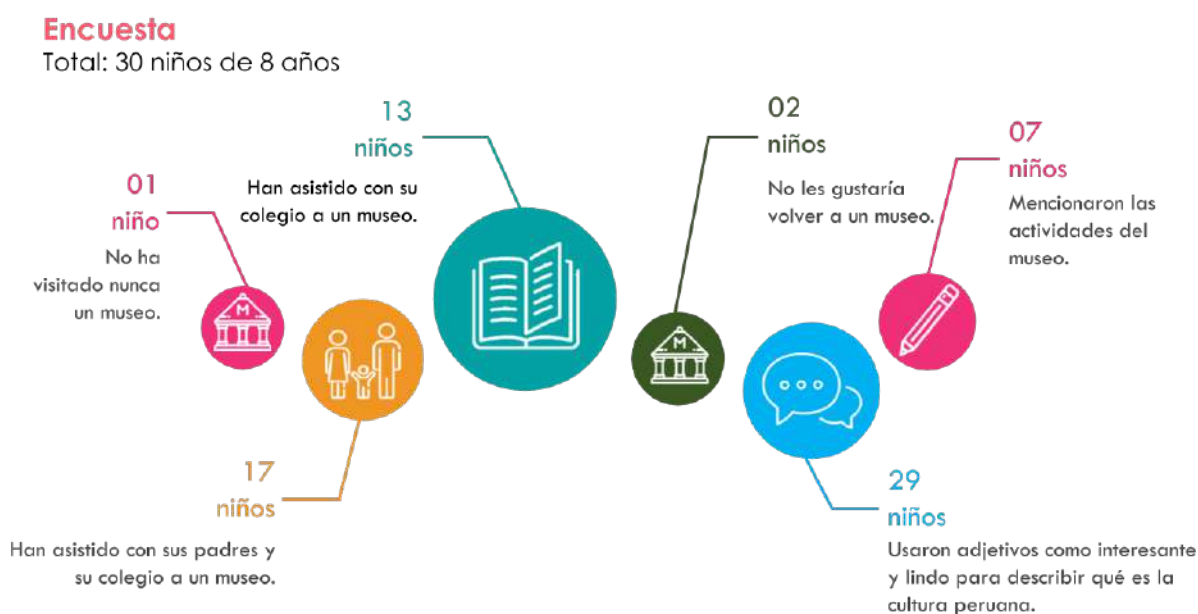 Encuesta
Total: 30 niños de 8 años
01
niño
No ha
visitado nunca
un museo.
17
niños
Han asistido con sus padres y
su colegio a un museo.
13
niños
Han asistido con su
colegio a un museo.
M
02
niños
No les gustaría
volver a un museo.
M
29
niños
Usaron adjetivos como interesante
y lindo para describir qué es la
cultura peruana.
07
niños
Mencionaron las
actividades del
museo.